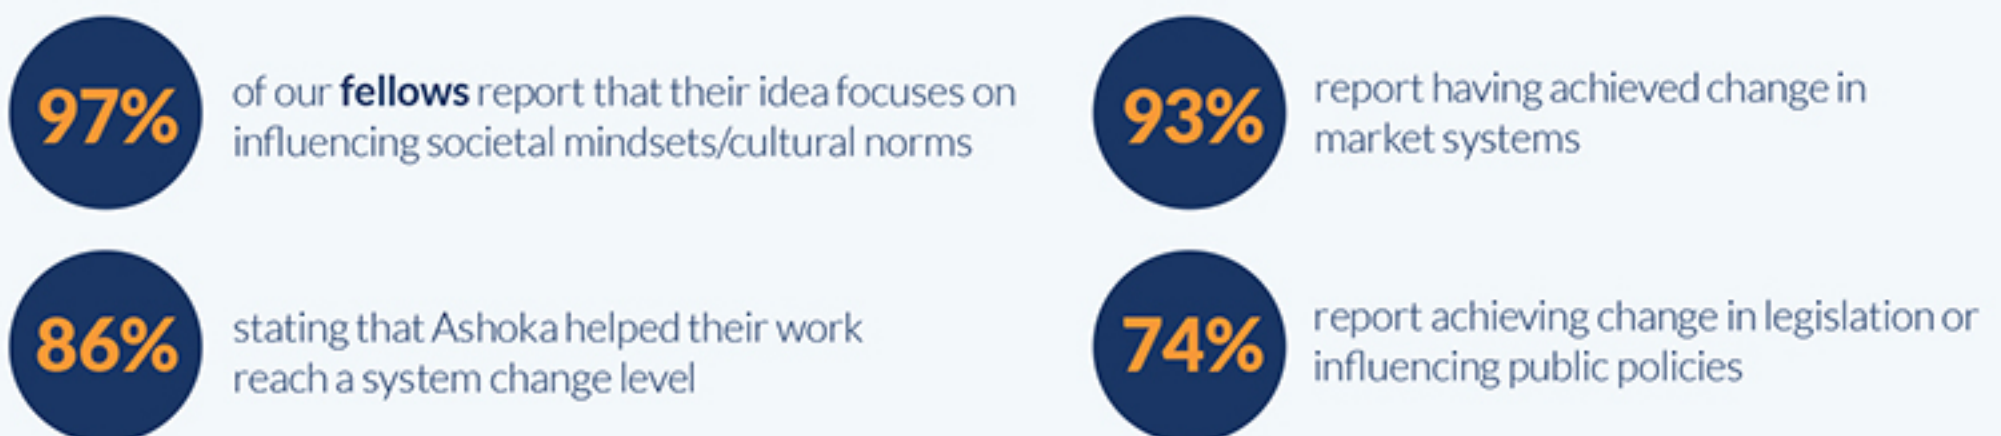 97%
of our fellows report that their idea focuses on
influencing societal mindsets/cultural norms
93%
report having achieved change in
market systems
86%
stating that Ashoka helped their work
reach a system change level
74%
report achieving change in legislation or
influencing public policies